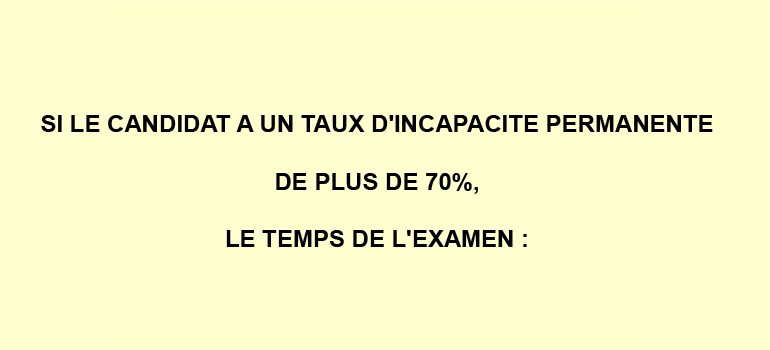 SI LE CANDIDAT A UN TAUX D'INCAPACITE PERMANENTE
DE PLUS DE 70%,
LE TEMPS DE L'EXAMEN :